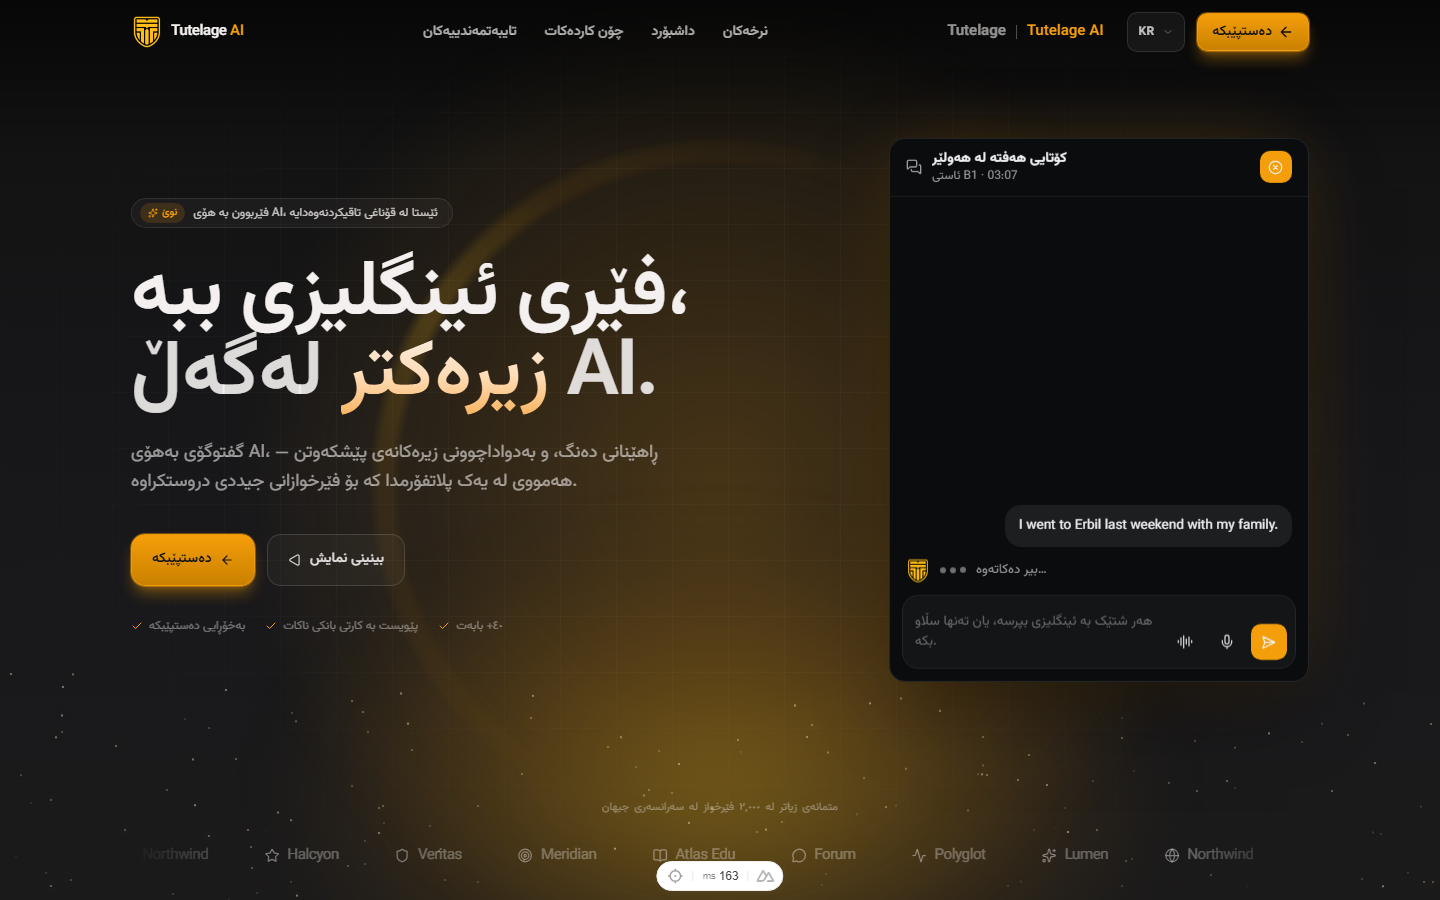 Tutelage AI
تایبەتمەندییەکان
چۆن کاردەکات
داشبۆرد
نرخەکان
Tutelage
Tutelage AI
KR
دەستپێبکە
نوێ
ئێستا لە قۆناغی تاقیکردنەوەدایە ،AI فێربوون بە هۆی
فێری ئینگلیزی ببە،
لەگەڵ زیرەکتر AI.
گفتوگۆی بەهۆی AI، — ڕاهێنانی دەنگ، و بەدواداچوونی زیرەکانەی پێشکەوتن
هەمووی لە یەک پلاتفۆرمدا کە بۆ فێرخوازانی جیددی دروستکراوە.
دەستپێبکە
بینینی نمایش
بەخۆڕایی دەستپێبکە
پێویست بە کارتی بانکی ناکات
+٤٠ بابەت
کۆتایی هەفتە لە هەولێر
ئاستی B1 · 03:07
I went to Erbil last weekend with my family.
بیر دەکاتەوە...
هەر شتێک بە ئینگلیزی بپرسە، یان تەنها سڵاو
بکە.
متمانەی زیاتر لە ٢,٠٠٠ فێرخواز لە سەرانسەری جیهان
Northwind
Halcyon
Veritas
Meridian
Atlas Edu
Forum
Polyglot
Lumen
Northwind
163 ms